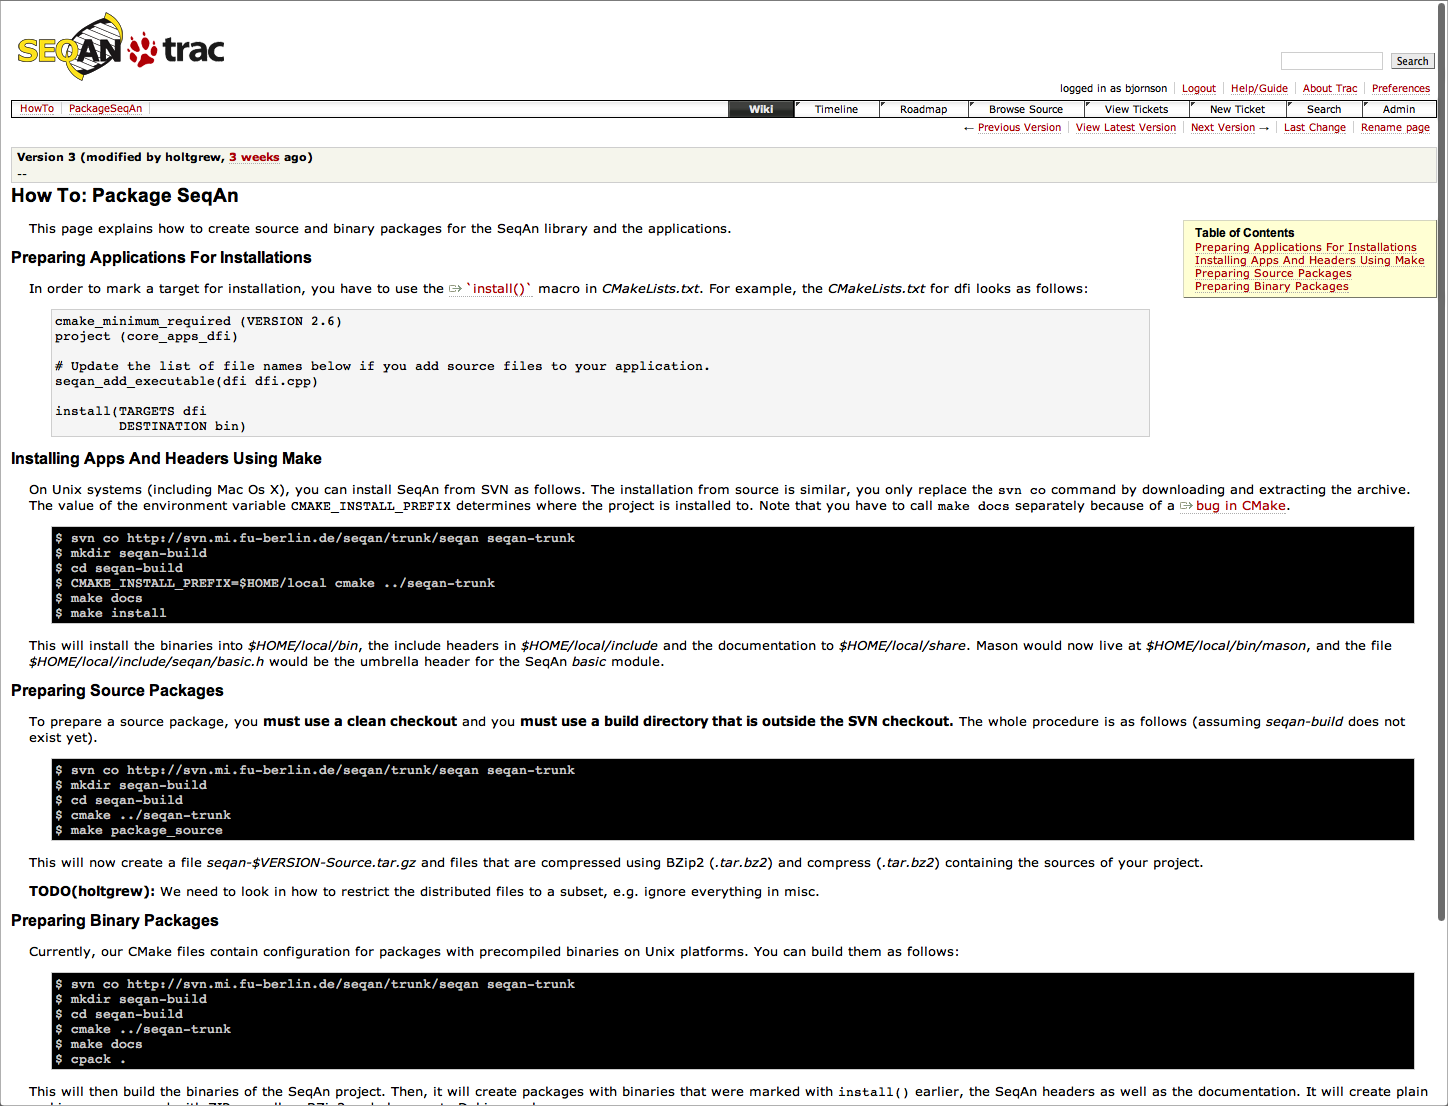 SEQAN trac
Search
logged in as bjornson Logout Help/Guide About Trac Preferences
HowTo PackageSeqAn Wiki Timeline Roadmap Browse Source View Tickets New Ticket Search Admin
← Previous Version View Latest Version Next Version → Last Change Rename page
Version 3 (modified by holtgrew, 3 weeks ago)
--
How To: Package SeqAn
This page explains how to create source and binary packages for the SeqAn library and the applications.
Table of Contents
Preparing Applications For Installations
Installing Apps And Headers Using Make
Preparing Source Packages
Preparing Binary Packages
Preparing Applications For Installations
In order to mark a target for installation, you have to use the `install()` macro in CMakeLists.txt. For example, the CMakeLists.txt for dfi looks as follows:
cmake_minimum_required (VERSION 2.6)
project (core_apps_dfi)
# Update the list of file names below if you add source files to your application.
seqan_add_executable(dfi dfi.cpp)
install(TARGETS dfi
DESTINATION bin)
Installing Apps And Headers Using Make
On Unix systems (including Mac Os X), you can install SeqAn from SVN as follows. The installation from source is similar, you only replace the svn co command by downloading and extracting the archive.
The value of the environment variable CMAKE_INSTALL_PREFIX determines where the project is installed to. Note that you have to call make docs separately because of a bug in CMake.
$ svn co http://svn.mi.fu-berlin.de/seqan/trunk/seqan seqan-trunk
$ mkdir seqan-build
$ cd seqan-build
$ CMAKE_INSTALL_PREFIX=$HOME/local cmake ../seqan-trunk
$ make docs
$ make install
This will install the binaries into $HOME/local/bin, the include headers in $HOME/local/include and the documentation to $HOME/local/share. Mason would now live at $HOME/local/bin/mason, and the file
$HOME/local/include/seqan/basic.h would be the umbrella header for the SeqAn basic module.
Preparing Source Packages
To prepare a source package, you must use a clean checkout and you must use a build directory that is outside the SVN checkout. The whole procedure is as follows (assuming seqan-build does not
exist yet).
$ svn co http://svn.mi.fu-berlin.de/seqan/trunk/seqan seqan-trunk
$ mkdir seqan-build
$ cd seqan-build
$ cmake ../seqan-trunk
$ make package_source
This will now create a file seqan-$VERSION-Source.tar.gz and files that are compressed using BZip2 (.tar.bz2) and compress (.tar.bz2) containing the sources of your project.
TODO(holtgrew): We need to look in how to restrict the distributed files to a subset, e.g. ignore everything in misc.
Preparing Binary Packages
Currently, our CMake files contain configuration for packages with precompiled binaries on Unix platforms. You can build them as follows:
$ svn co http://svn.mi.fu-berlin.de/seqan/trunk/seqan seqan-trunk
$ mkdir seqan-build
$ cd seqan-build
$ cmake ../seqan-trunk
$ make docs
$ cpack .
This will then build the binaries of the SeqAn project. Then, it will create packages with binaries that were marked with install() earlier, the SeqAn headers as well as the documentation. It will create plain